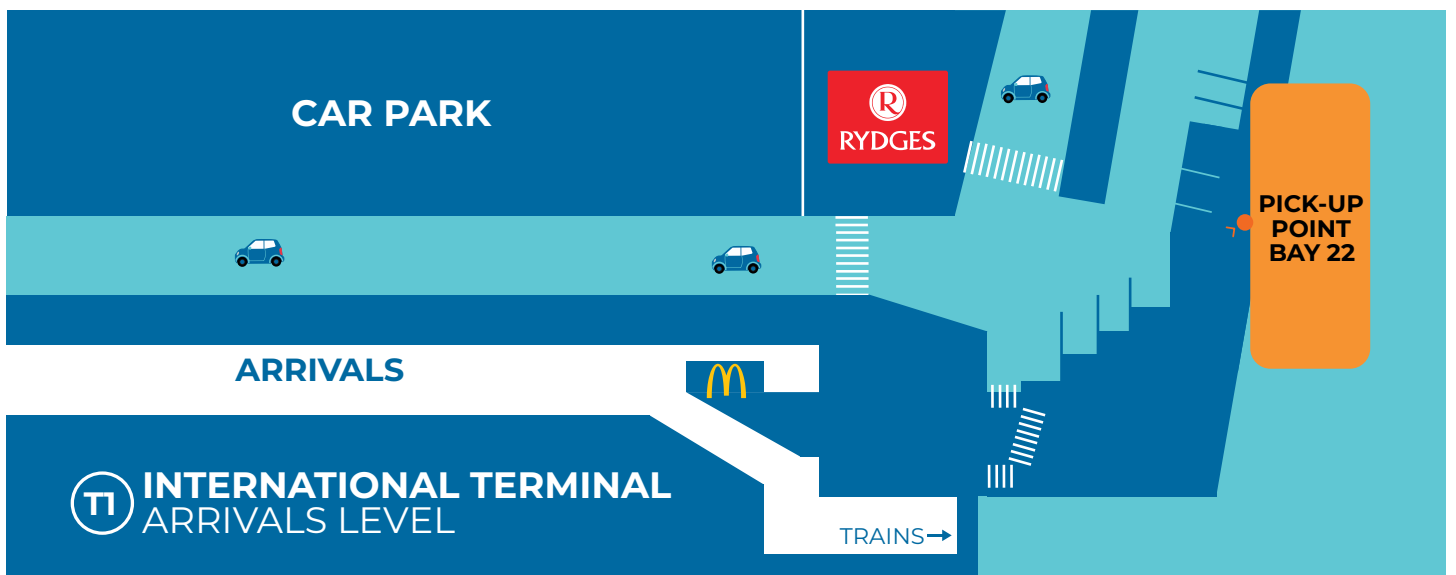 CAR PARK
R
RYDGES
PICK-UP
POINT
BAY 22
ARRIVALS
T1
INTERNATIONAL TERMINAL
ARRIVALS LEVEL
TRAINS